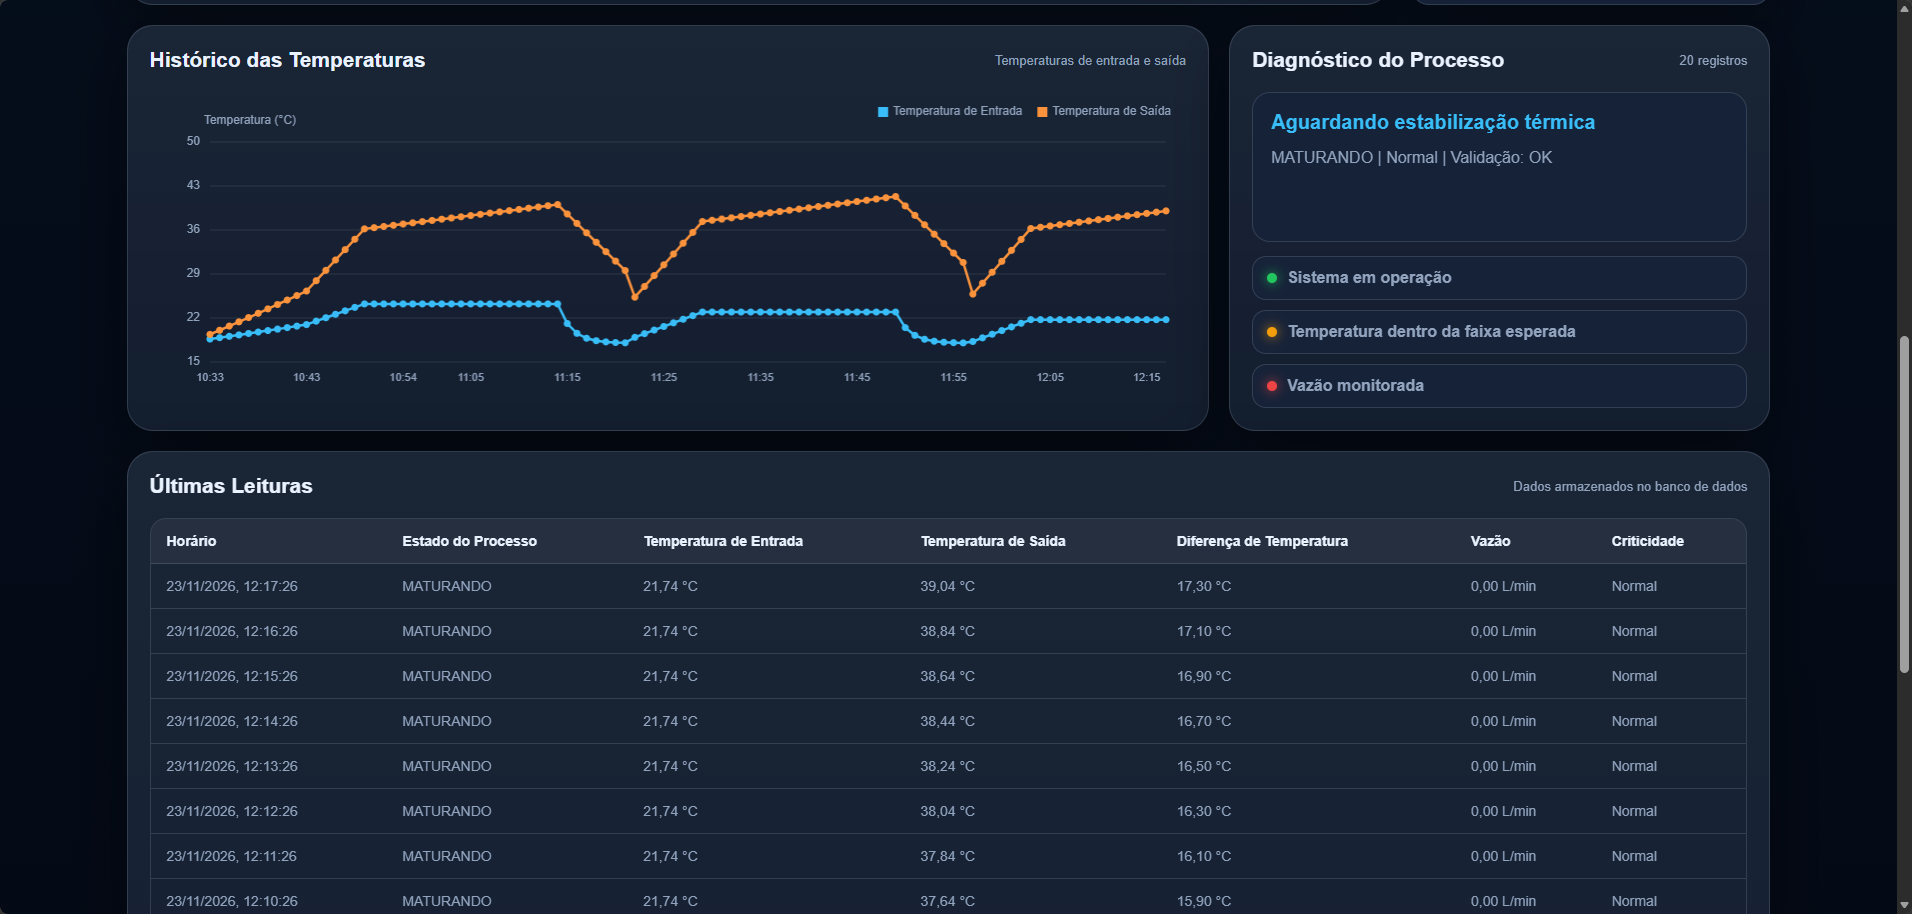 Histórico das Temperaturas
Temperaturas de entrada e saída
Temperatura de Entrada
Temperatura de Saída
Temperatura (°C)
50
43
36
29
22
15
10:33 10:43 10:54 11:05 11:15 11:25 11:35 11:45 11:55 12:05 12:15
Diagnóstico do Processo
20 registros
Aguardando estabilização térmica
MATURANDO | Normal | Validação: OK
Sistema em operação
Temperatura dentro da faixa esperada
Vazão monitorada
Últimas Leituras
Dados armazenados no banco de dados
Horário Estado do Processo Temperatura de Entrada Temperatura de Saída Diferença de Temperatura Vazão Criticidade
23/11/2026, 12:17:26 MATURANDO 21,74 °C 39,04 °C 17,30 °C 0,00 L/min Normal
23/11/2026, 12:16:26 MATURANDO 21,74 °C 38,84 °C 17,10 °C 0,00 L/min Normal
23/11/2026, 12:15:26 MATURANDO 21,74 °C 38,64 °C 16,90 °C 0,00 L/min Normal
23/11/2026, 12:14:26 MATURANDO 21,74 °C 38,44 °C 16,70 °C 0,00 L/min Normal
23/11/2026, 12:13:26 MATURANDO 21,74 °C 38,24 °C 16,50 °C 0,00 L/min Normal
23/11/2026, 12:12:26 MATURANDO 21,74 °C 38,04 °C 16,30 °C 0,00 L/min Normal
23/11/2026, 12:11:26 MATURANDO 21,74 °C 37,84 °C 16,10 °C 0,00 L/min Normal
23/11/2026, 12:10:26 MATURANDO 21,74 °C 37,64 °C 15,90 °C 0,00 L/min Normal